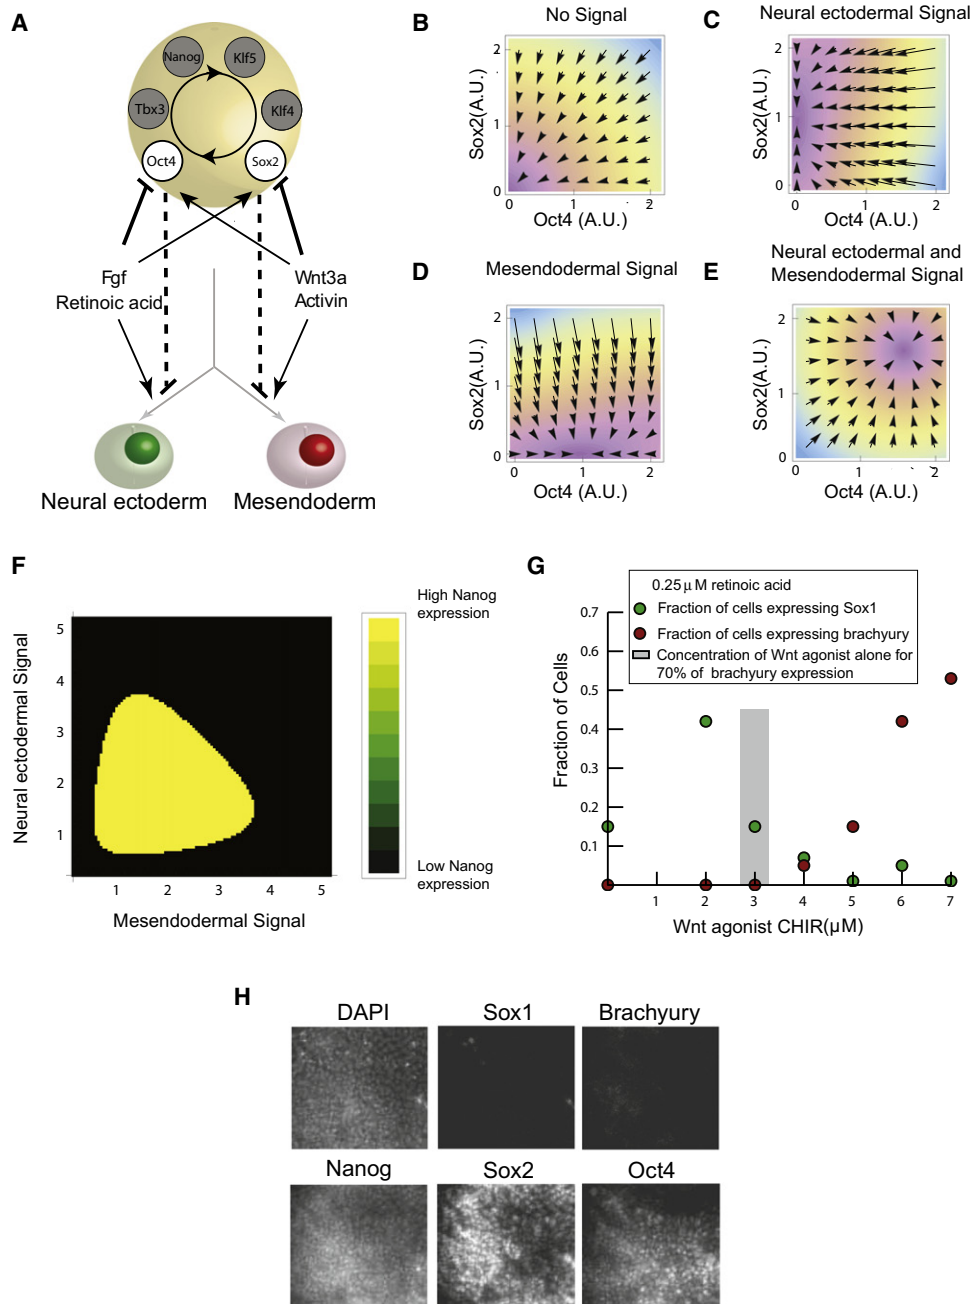 A
Nanog
Klf5
Tbx3
Klf4
Oct4
Sox2
Fgf
Retinoic acid
Wnt3a
Activin
Neural ectoderm
Mesendoderm
B
No Signal
Sox2(A.U.)
2
1
0
0
1
2
Oct4 (A.U.)
C
Neural ectodermal Signal
Sox2(A.U.)
2
1
0
0
1
2
Oct4 (A.U.)
D
Mesendodermal Signal
Sox2(A.U.)
2
1
0
0
1
2
Oct4 (A.U.)
E
Neural ectodermal and
Mesendodermal Signal
Sox2(A.U.)
2
1
0
0
1
2
Oct4 (A.U.)
F
Neural ectodermal Signal
5
4
3
2
1
1
2
3
4
5
Mesendodermal Signal
High Nanog
expression
Low Nanog
expression
G
0.25 μM retinoic acid
Fraction of cells expressing Sox1
Fraction of cells expressing brachyury
Concentration of Wnt agonist alone for
70% of brachyury expression
Fraction of Cells
0.7
0.6
0.5
0.4
0.3
0.2
0.1
1
2
3
4
5
6
7
Wnt agonist CHIR(μM)
H
DAPI
Sox1
Brachyury
Nanog
Sox2
Oct4